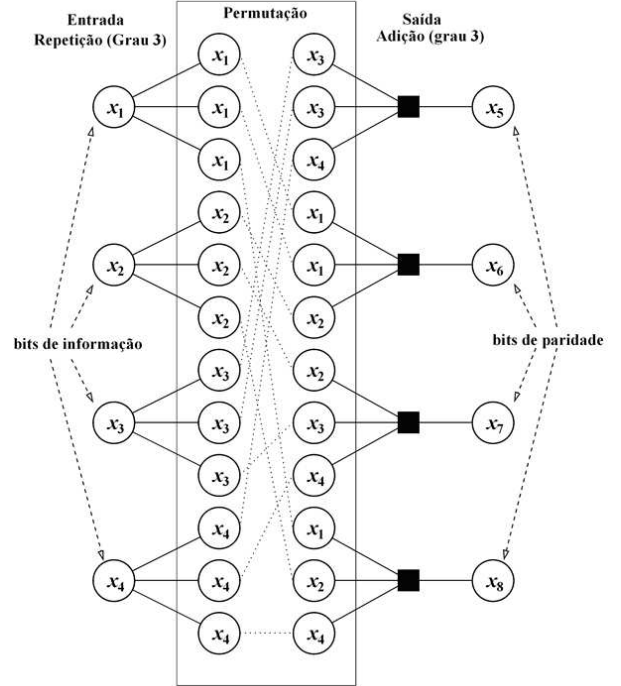 Entrada
Repetição (Grau 3)
Permutação
Saída
Adição (grau 3)
x1
x2
x3
x4
bits de informação
x1
x1
x1
x2
x2
x2
x3
x3
x3
x4
x4
x4
x3
x3
x4
x1
x1
x2
x2
x3
x4
x1
x2
x4
x5
x6
x7
x8
bits de paridade